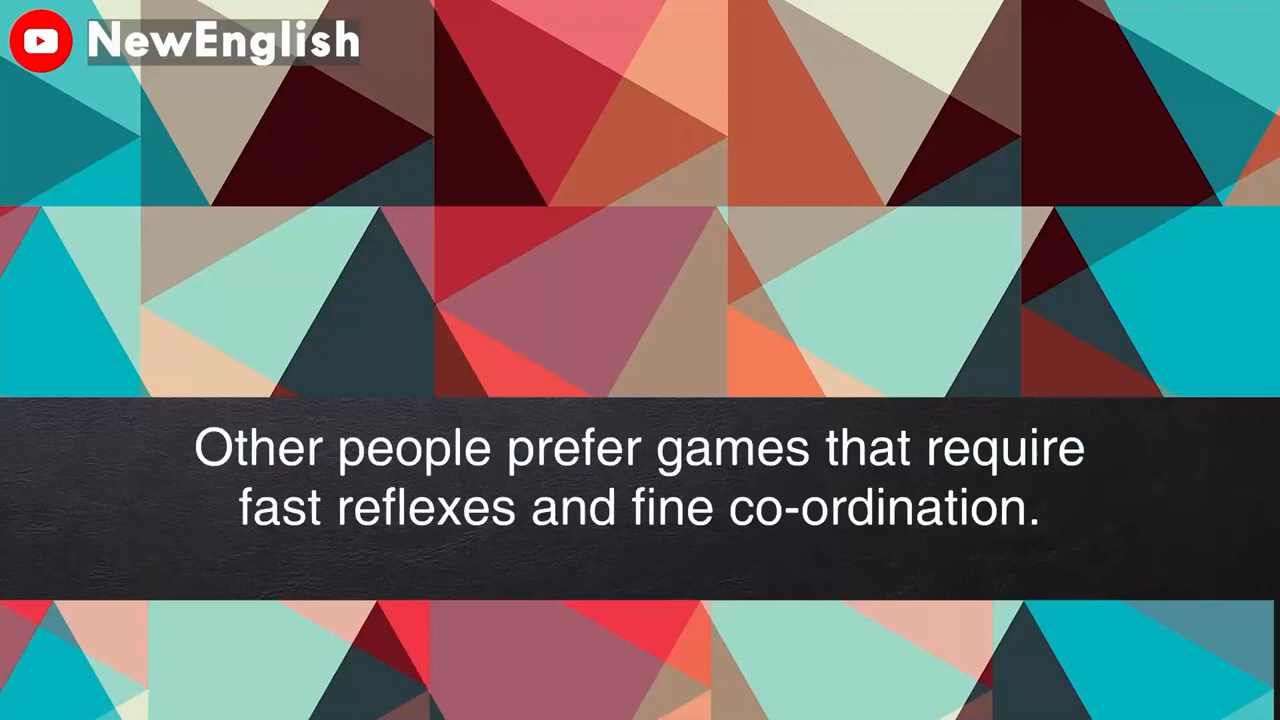 NewEnglish
Other people prefer games that require
fast reflexes and fine co-ordination.